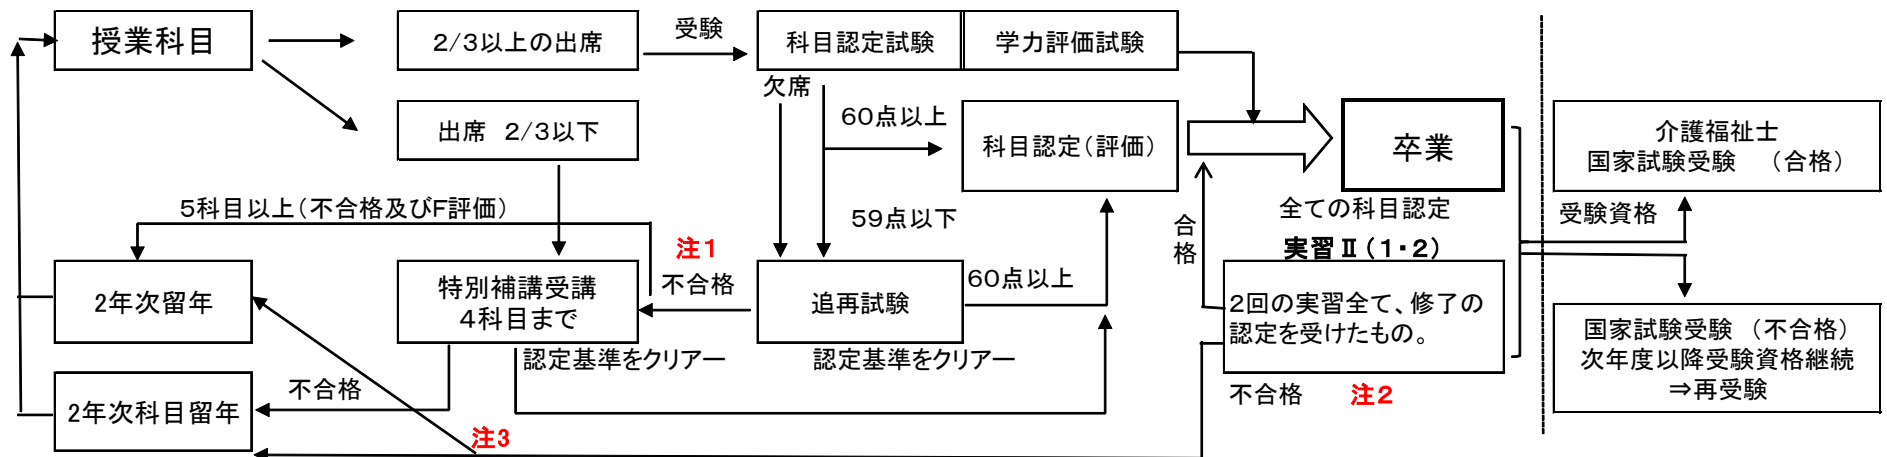 授業科目
2/3以上の出席
受験
科目認定試験
学力評価試験
欠席
出席　2/3以下
60点以上
科目認定（評価）
卒業
介護福祉士
国家試験受験　（合格）
5科目以上（不合格及びF評価）
59点以下
合格
全ての科目認定
実習Ⅱ（1・2）
受験資格
注1
不合格
2年次留年
特別補講受講
4科目まで
追再試験
60点以上
2回の実習全て、修了の
認定を受けたもの。
国家試験受験　（不合格）
次年度以降受験資格継続
⇒再受験
認定基準をクリアー
認定基準をクリアー
不合格
不合格
注2
2年次科目留年
注3